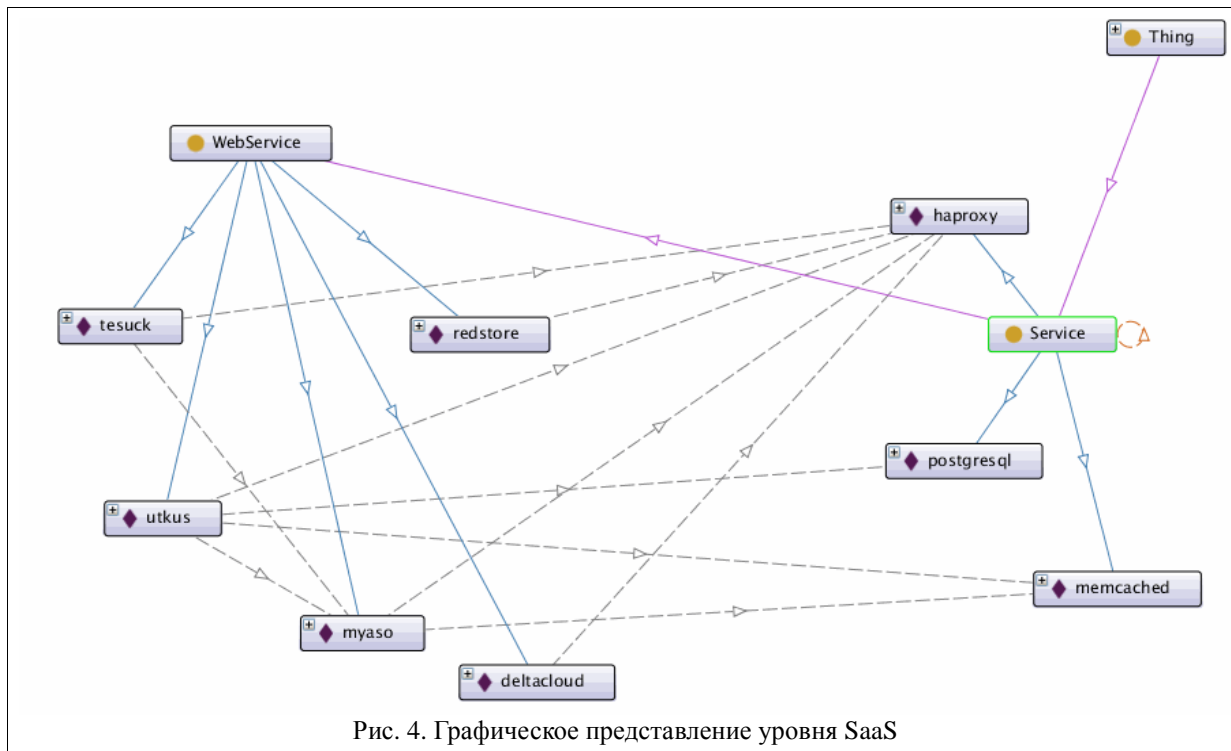 Thing
WebService
haproxy
tesuck
redstore
Service
postgresql
utkus
memcached
myaso
deltacloud
Рис. 4. Графическое представление уровня SaaS